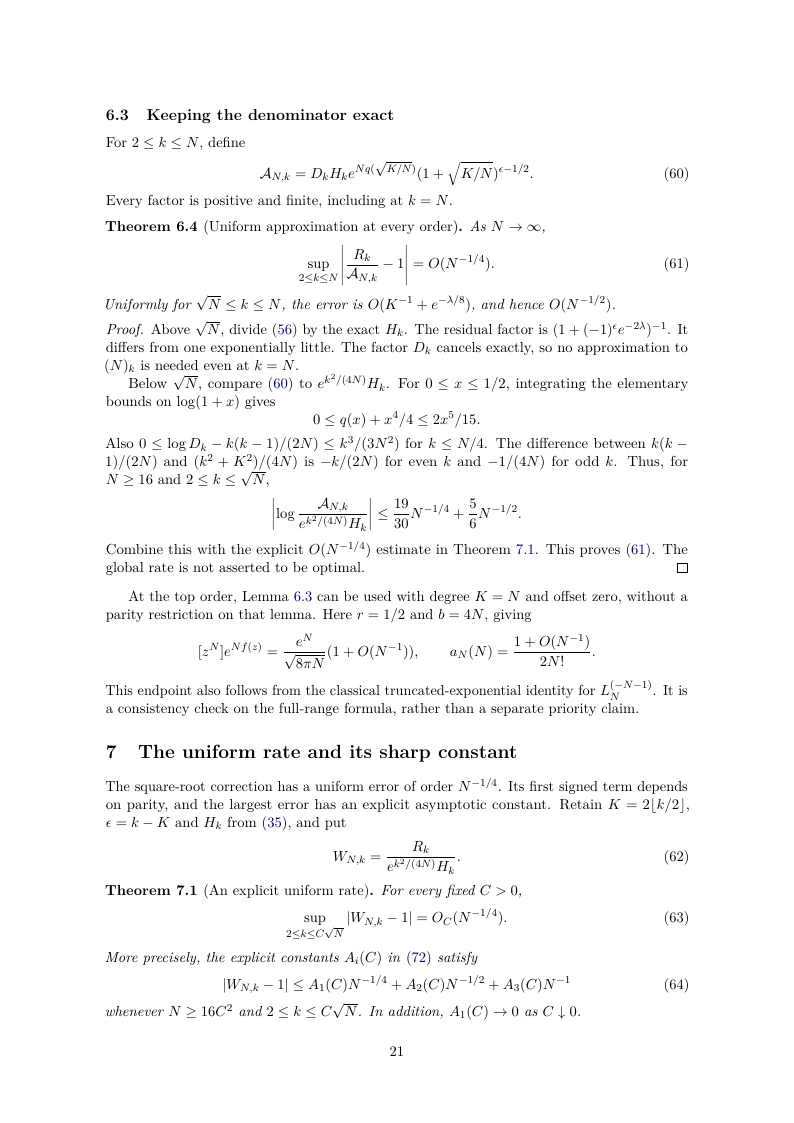 6.3 Keeping the denominator exact
For 2 ≤ k ≤ N, define
𝒜_{N,k} = D_k H_k e^{Nq(√(K/N))} (1 + √(K/N))^{ϵ−1/2}. (60)
Every factor is positive and finite, including at k = N.
Theorem 6.4 (Uniform approximation at every order). As N → ∞,
sup_{2≤k≤N} |R_k/𝒜_{N,k} − 1| = O(N^{−1/4}). (61)
Uniformly for √N ≤ k ≤ N, the error is O(K^{−1} + e^{−λ/8}), and hence O(N^{−1/2}).
Proof. Above √N, divide (56) by the exact H_k. The residual factor is (1 + (−1)^ϵ e^{−2λ})^{−1}. It
differs from one exponentially little. The factor D_k cancels exactly, so no approximation to
(N)_k is needed even at k = N.
Below √N, compare (60) to e^{k²/(4N)}H_k. For 0 ≤ x ≤ 1/2, integrating the elementary
bounds on log(1 + x) gives
0 ≤ q(x) + x⁴/4 ≤ 2x⁵/15.
Also 0 ≤ log D_k − k(k − 1)/(2N) ≤ k³/(3N²) for k ≤ N/4. The difference between k(k −
1)/(2N) and (k² + K²)/(4N) is −k/(2N) for even k and −1/(4N) for odd k. Thus, for
N ≥ 16 and 2 ≤ k ≤ √N,
|log 𝒜_{N,k}/(e^{k²/(4N)}H_k)| ≤ 19/30 N^{−1/4} + 5/6 N^{−1/2}.
Combine this with the explicit O(N^{−1/4}) estimate in Theorem 7.1. This proves (61). The
global rate is not asserted to be optimal. □
At the top order, Lemma 6.3 can be used with degree K = N and offset zero, without a
parity restriction on that lemma. Here r = 1/2 and b = 4N, giving
[z^N]e^{Nf(z)} = e^N/√(8πN) (1 + O(N^{−1})), a_N(N) = (1 + O(N^{−1}))/(2N!).
This endpoint also follows from the classical truncated-exponential identity for L_N^{(−N−1)}. It is
a consistency check on the full-range formula, rather than a separate priority claim.
7 The uniform rate and its sharp constant
The square-root correction has a uniform error of order N^{−1/4}. Its first signed term depends
on parity, and the largest error has an explicit asymptotic constant. Retain K = 2⌊k/2⌋,
ϵ = k − K and H_k from (35), and put
W_{N,k} = R_k/(e^{k²/(4N)}H_k). (62)
Theorem 7.1 (An explicit uniform rate). For every fixed C > 0,
sup_{2≤k≤C√N} |W_{N,k} − 1| = O_C(N^{−1/4}). (63)
More precisely, the explicit constants A_i(C) in (72) satisfy
|W_{N,k} − 1| ≤ A_1(C)N^{−1/4} + A_2(C)N^{−1/2} + A_3(C)N^{−1} (64)
whenever N ≥ 16C² and 2 ≤ k ≤ C√N. In addition, A_1(C) → 0 as C ↓ 0.
21